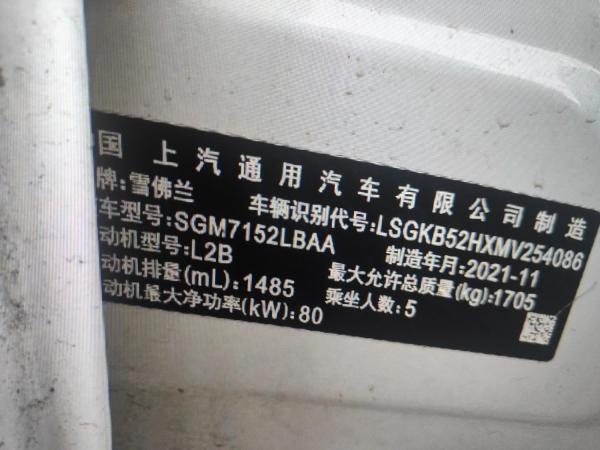 国 上汽通用汽车有限公司制造
牌:雪佛兰 车辆识别代号:LSGKB52HXMV254086
车型号:SGM7152LBAA 制造年月:2021-11
动机型号:L2B 最大允许总质量(kg):1705
动机排量(mL):1485 乘坐人数:5
动机最大净功率(kW):80